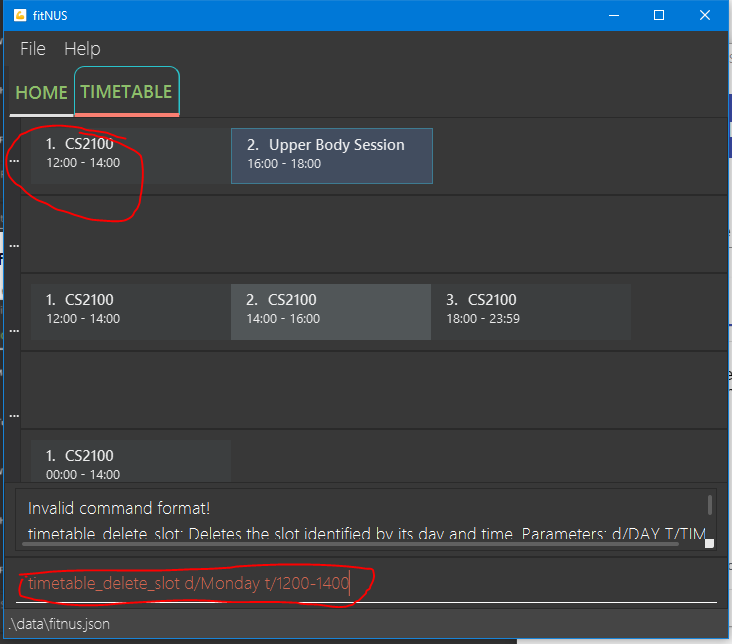 fitNUS
File Help
HOME TIMETABLE
...
1. CS2100
12:00 - 14:00
2. Upper Body Session
16:00 - 18:00
...
...
1. CS2100
12:00 - 14:00
2. CS2100
14:00 - 16:00
3. CS2100
18:00 - 23:59
...
1. CS2100
00:00 - 14:00
Invalid command format!
timetable_delete_slot: Deletes the slot identified by its day and time. Parameters: d/DAY T/TIM
timetable_delete_slot d/Monday t/1200-1400
.\data\fitnus.json